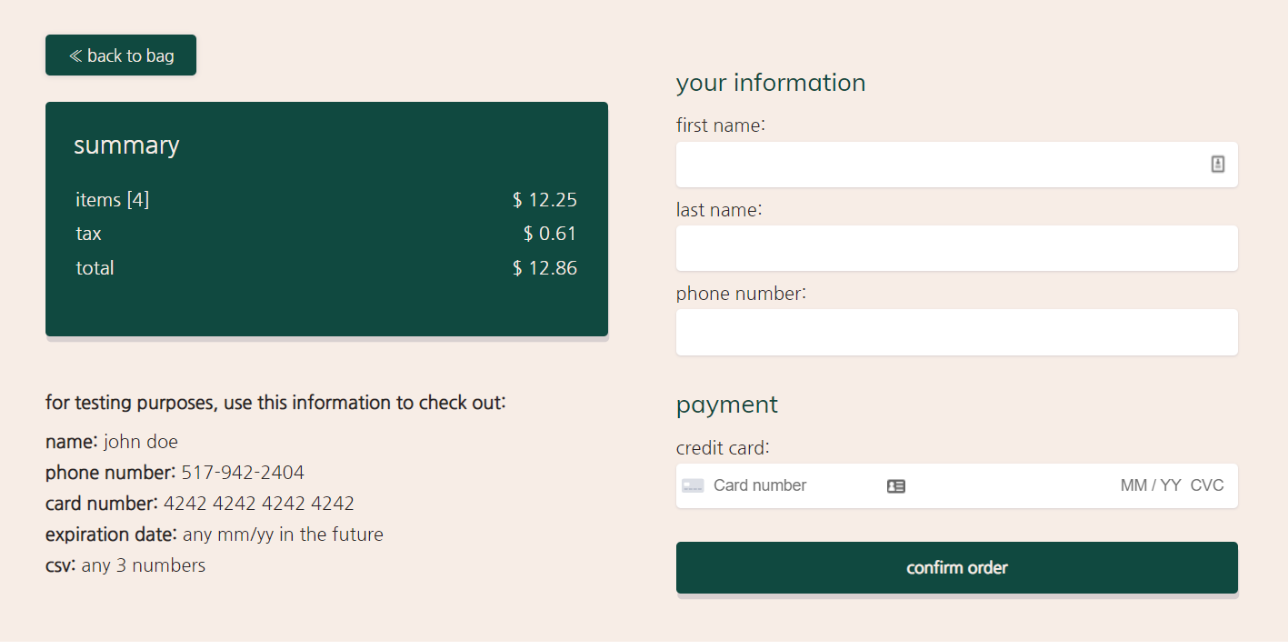 ≪ back to bag
summary
items [4] $ 12.25
tax $ 0.61
total $ 12.86
for testing purposes, use this information to check out:
name: john doe
phone number: 517-942-2404
card number: 4242 4242 4242 4242
expiration date: any mm/yy in the future
csv: any 3 numbers
your information
first name:
last name:
phone number:
payment
credit card:
Card number MM / YY CVC
confirm order